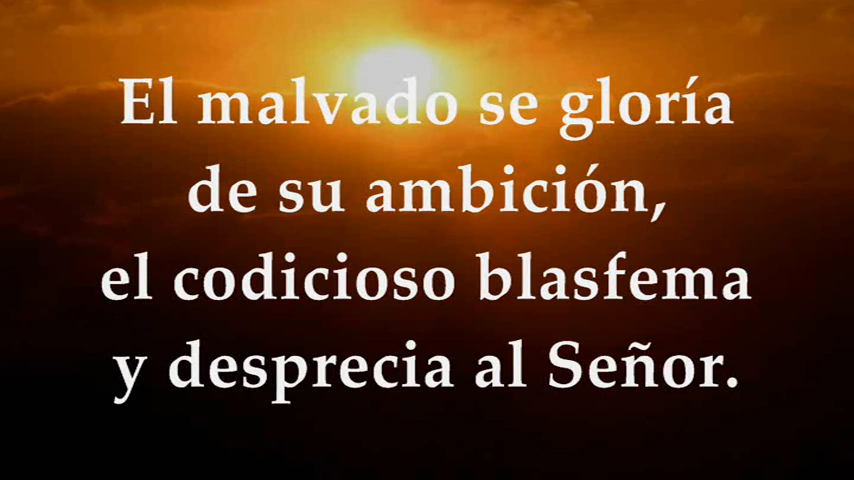 El malvado se gloría
de su ambición,
el codicioso blasfema
y desprecia al Señor.